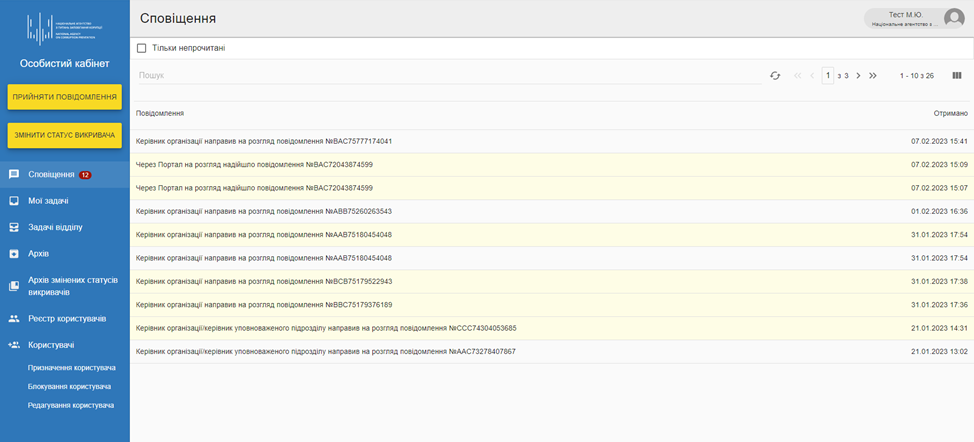 НАЦІОНАЛЬНЕ АГЕНТСТВО
З ПИТАНЬ ЗАПОБІГАННЯ КОРУПЦІЇ
NATIONAL AGENCY
ON CORRUPTION PREVENTION
Особистий кабінет
ПРИЙНЯТИ ПОВІДОМЛЕННЯ
ЗМІНИТИ СТАТУС ВИКРИВАЧА
Сповіщення 12
Мої задачі
Задачі відділу
Архів
Архів змінених статусів
викривачів
Реєстр користувачів
Користувачі
Призначення користувача
Блокування користувача
Редагування користувача
Сповіщення
Тест М.Ю.
Національне агентство з ...
Тільки непрочитані
Пошук
1 з 3
1 - 10 з 26
Повідомлення Отримано
Керівник організації направив на розгляд повідомлення №BAC75777174041 07.02.2023 15:41
Через Портал на розгляд надійшло повідомлення №BAC72043874599 07.02.2023 15:09
Через Портал на розгляд надійшло повідомлення №BAC72043874599 07.02.2023 15:07
Керівник організації направив на розгляд повідомлення №ABB75260263543 01.02.2023 16:36
Керівник організації направив на розгляд повідомлення №AAB75180454048 31.01.2023 17:54
Керівник організації направив на розгляд повідомлення №AAB75180454048 31.01.2023 17:54
Керівник організації направив на розгляд повідомлення №BCB75179522943 31.01.2023 17:38
Керівник організації направив на розгляд повідомлення №BBC75179376189 31.01.2023 17:36
Керівник організації/керівник уповноваженого підрозділу направив на розгляд повідомлення №CCC74304053685 21.01.2023 14:31
Керівник організації/керівник уповноваженого підрозділу направив на розгляд повідомлення №AAC73278407867 21.01.2023 13:02